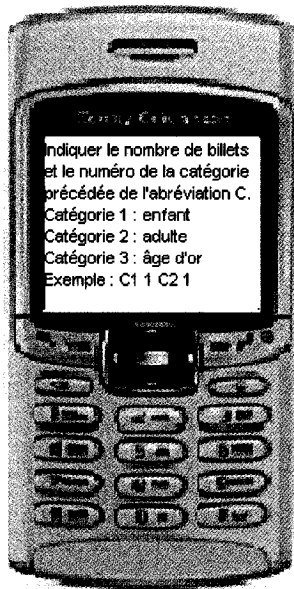 Indiquer le nombre de billets
et le numéro de la catégorie
précédée de l'abréviation C.
Catégorie 1 : enfant
Catégorie 2 : adulte
Catégorie 3 : âge d'or
Exemple : C1 1 C2 1